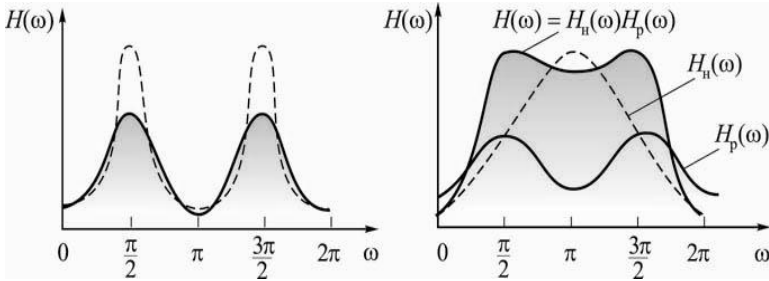 H(ω)
0 π/2 π 3π/2 2π ω
H(ω) H(ω) = Hн(ω)Hр(ω)
Hн(ω)
Hр(ω)
0 π/2 π 3π/2 2π ω